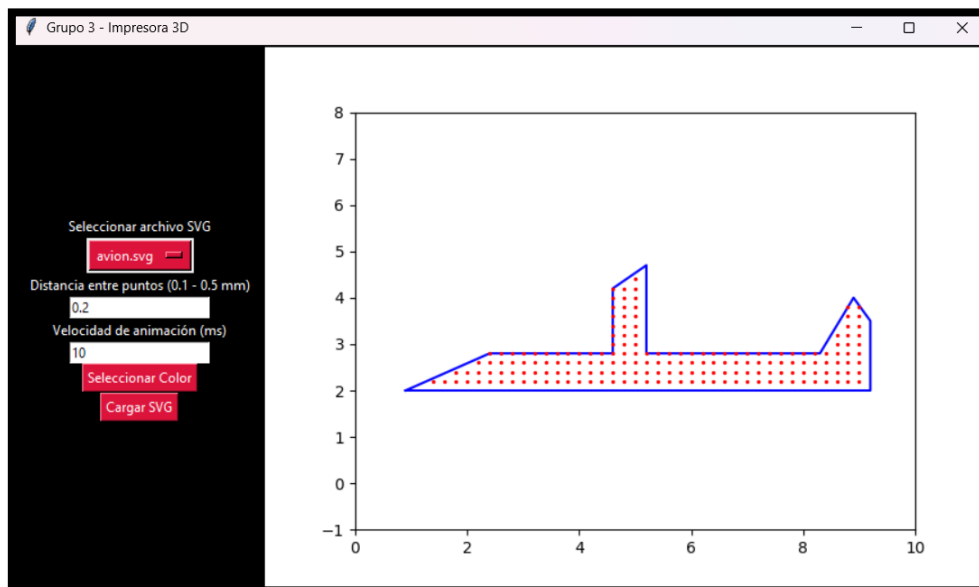 Grupo 3 - Impresora 3D
Seleccionar archivo SVG
avion.svg
Distancia entre puntos (0.1 - 0.5 mm)
0.2
Velocidad de animación (ms)
10
Seleccionar Color
Cargar SVG
8
7
6
5
4
3
2
1
0
−1
0 2 4 6 8 10